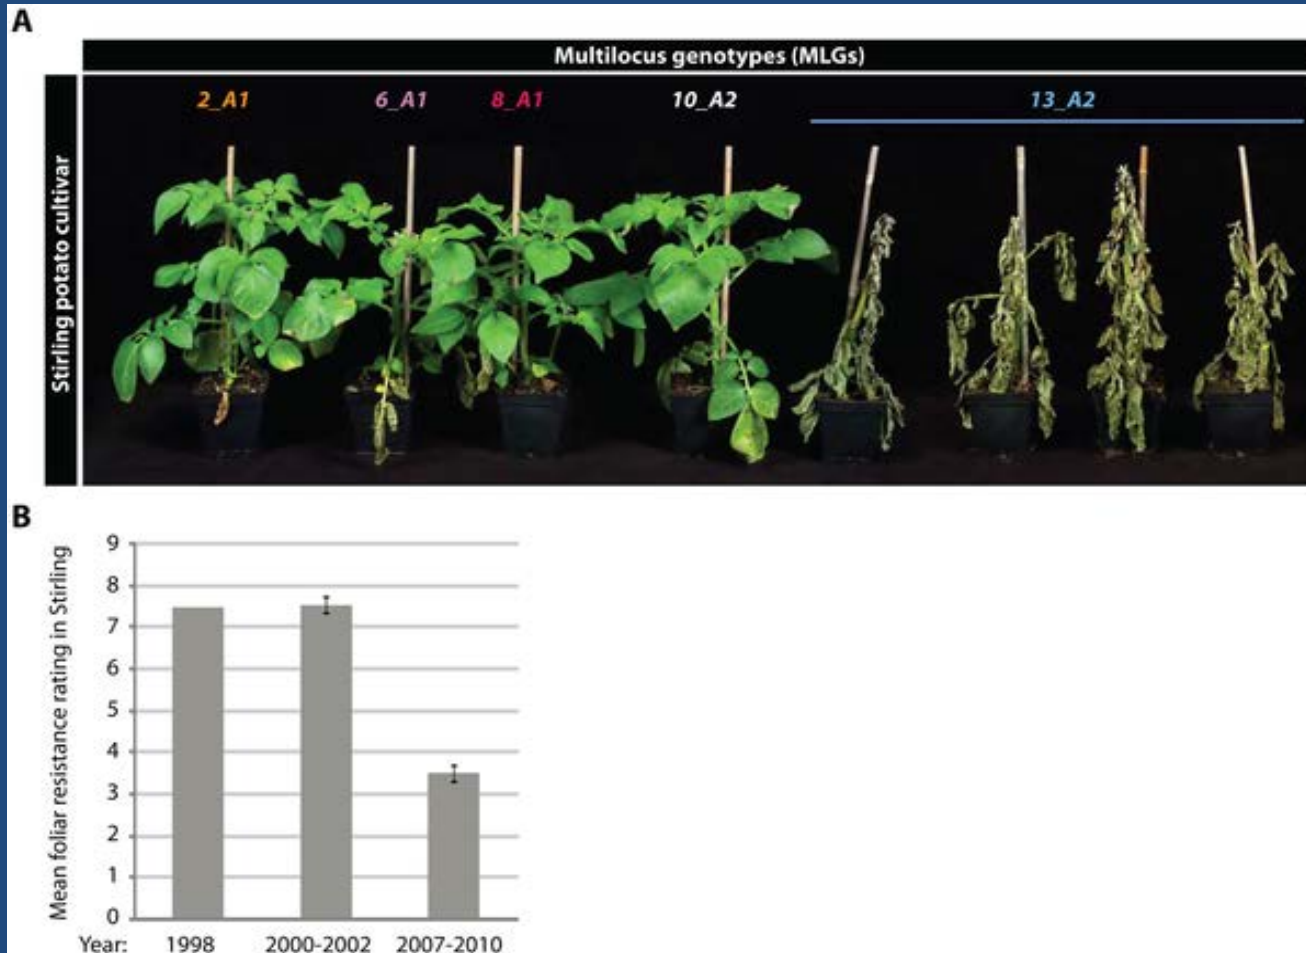 A
Multilocus genotypes (MLGs)
2_A1 6_A1 8_A1 10_A2 13_A2
Stirling potato cultivar
B
Mean foliar resistance rating in Stirling
9
8
7
6
5
4
3
2
1
0
Year: 1998 2000-2002 2007-2010